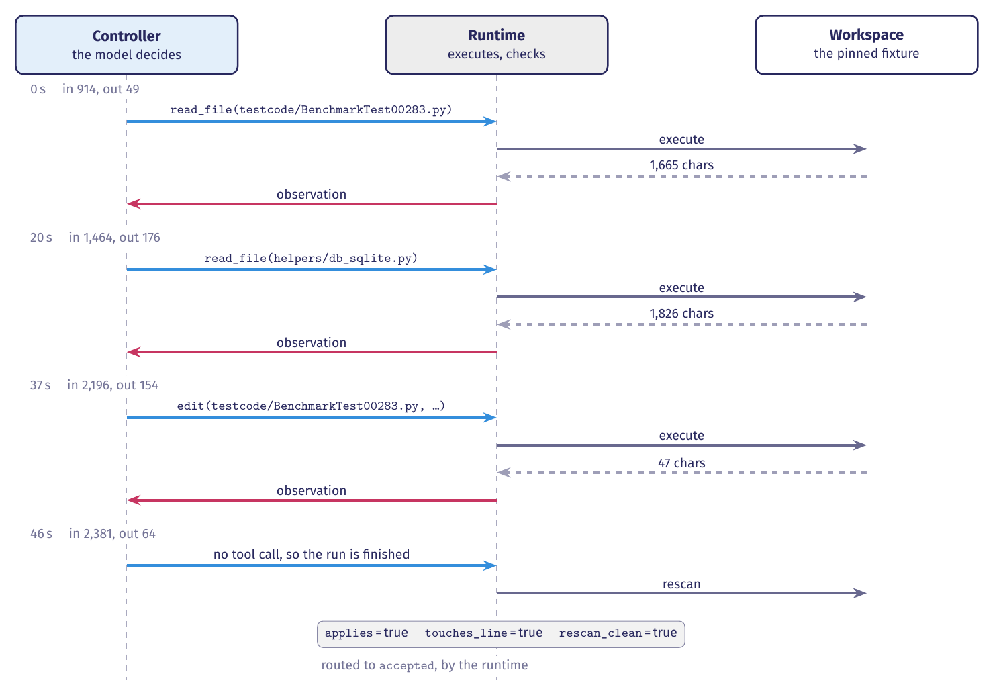 Controller
the model decides
Runtime
executes, checks
Workspace
the pinned fixture
0 s in 914, out 49
read_file(testcode/BenchmarkTest00283.py)
execute
1,665 chars
observation
20 s in 1,464, out 176
read_file(helpers/db_sqlite.py)
execute
1,826 chars
observation
37 s in 2,196, out 154
edit(testcode/BenchmarkTest00283.py, …)
execute
47 chars
observation
46 s in 2,381, out 64
no tool call, so the run is finished
rescan
applies = true touches_line = true rescan_clean = true
routed to accepted, by the runtime